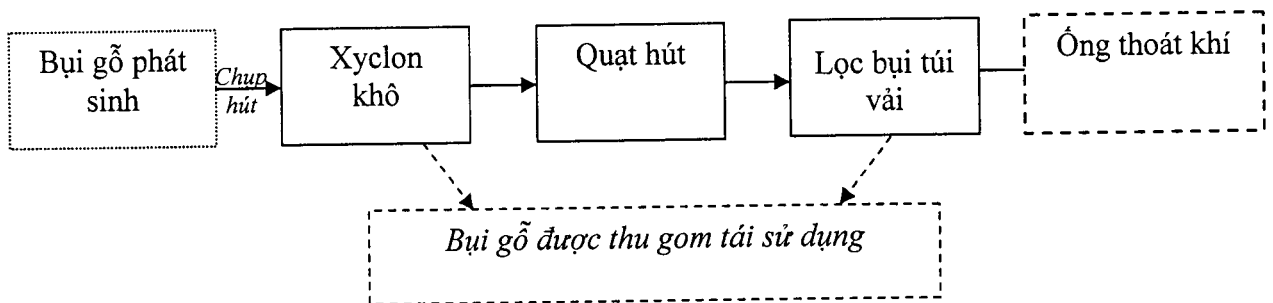 Bụi gỗ phát
sinh
Chụp
hút
Xyclon
khô
Quạt hút
Lọc bụi túi
vải
Ống thoát khí
Bụi gỗ được thu gom tái sử dụng